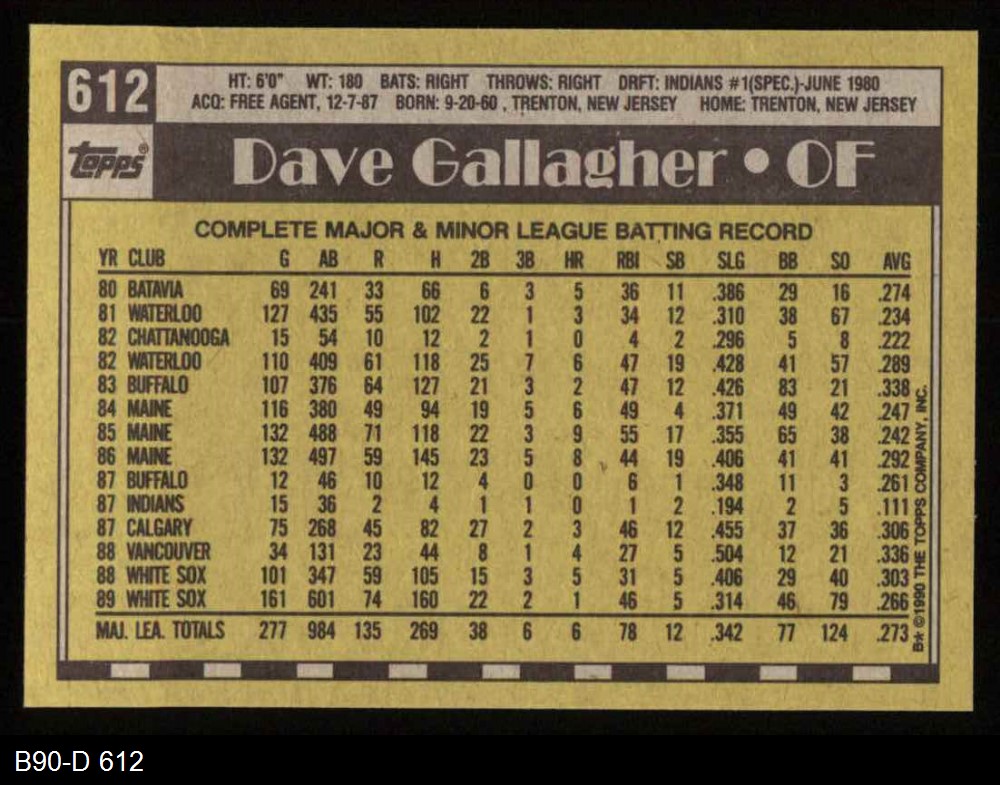 612
HT: 6'0" WT: 180 BATS: RIGHT THROWS: RIGHT DRFT: INDIANS #1(SPEC.)-JUNE 1980
ACQ: FREE AGENT, 12-7-87 BORN: 9-20-60 , TRENTON, NEW JERSEY HOME: TRENTON, NEW JERSEY
topps®
Dave Gallagher • OF
COMPLETE MAJOR & MINOR LEAGUE BATTING RECORD
YR CLUB G AB R H 2B 3B HR RBI SB SLG BB SO AVG
80 BATAVIA 69 241 33 66 6 3 5 36 11 .386 29 16 .274
81 WATERLOO 127 435 55 102 22 1 3 34 12 .310 38 67 .234
82 CHATTANOOGA 15 54 10 12 2 1 0 4 2 .296 5 8 .222
82 WATERLOO 110 409 61 118 25 7 6 47 19 .428 41 57 .289
83 BUFFALO 107 376 64 127 21 3 2 47 12 .426 83 21 .338
84 MAINE 116 380 49 94 19 5 6 49 4 .371 49 42 .247
85 MAINE 132 488 71 118 22 3 9 55 17 .355 65 38 .242
86 MAINE 132 497 59 145 23 5 8 44 19 .406 41 41 .292
87 BUFFALO 12 46 10 12 4 0 0 6 1 .348 11 3 .261
87 INDIANS 15 36 2 4 1 1 0 1 2 .194 2 5 .111
87 CALGARY 75 268 45 82 27 2 3 46 12 .455 37 36 .306
88 VANCOUVER 34 131 23 44 8 1 4 27 5 .504 12 21 .336
88 WHITE SOX 101 347 59 105 15 3 5 31 5 .406 29 40 .303
89 WHITE SOX 161 601 74 160 22 2 1 46 5 .314 46 79 .266
MAJ. LEA. TOTALS 277 984 135 269 38 6 6 78 12 .342 77 124 .273
B* ©1990 THE TOPPS COMPANY, INC.
B90-D 612